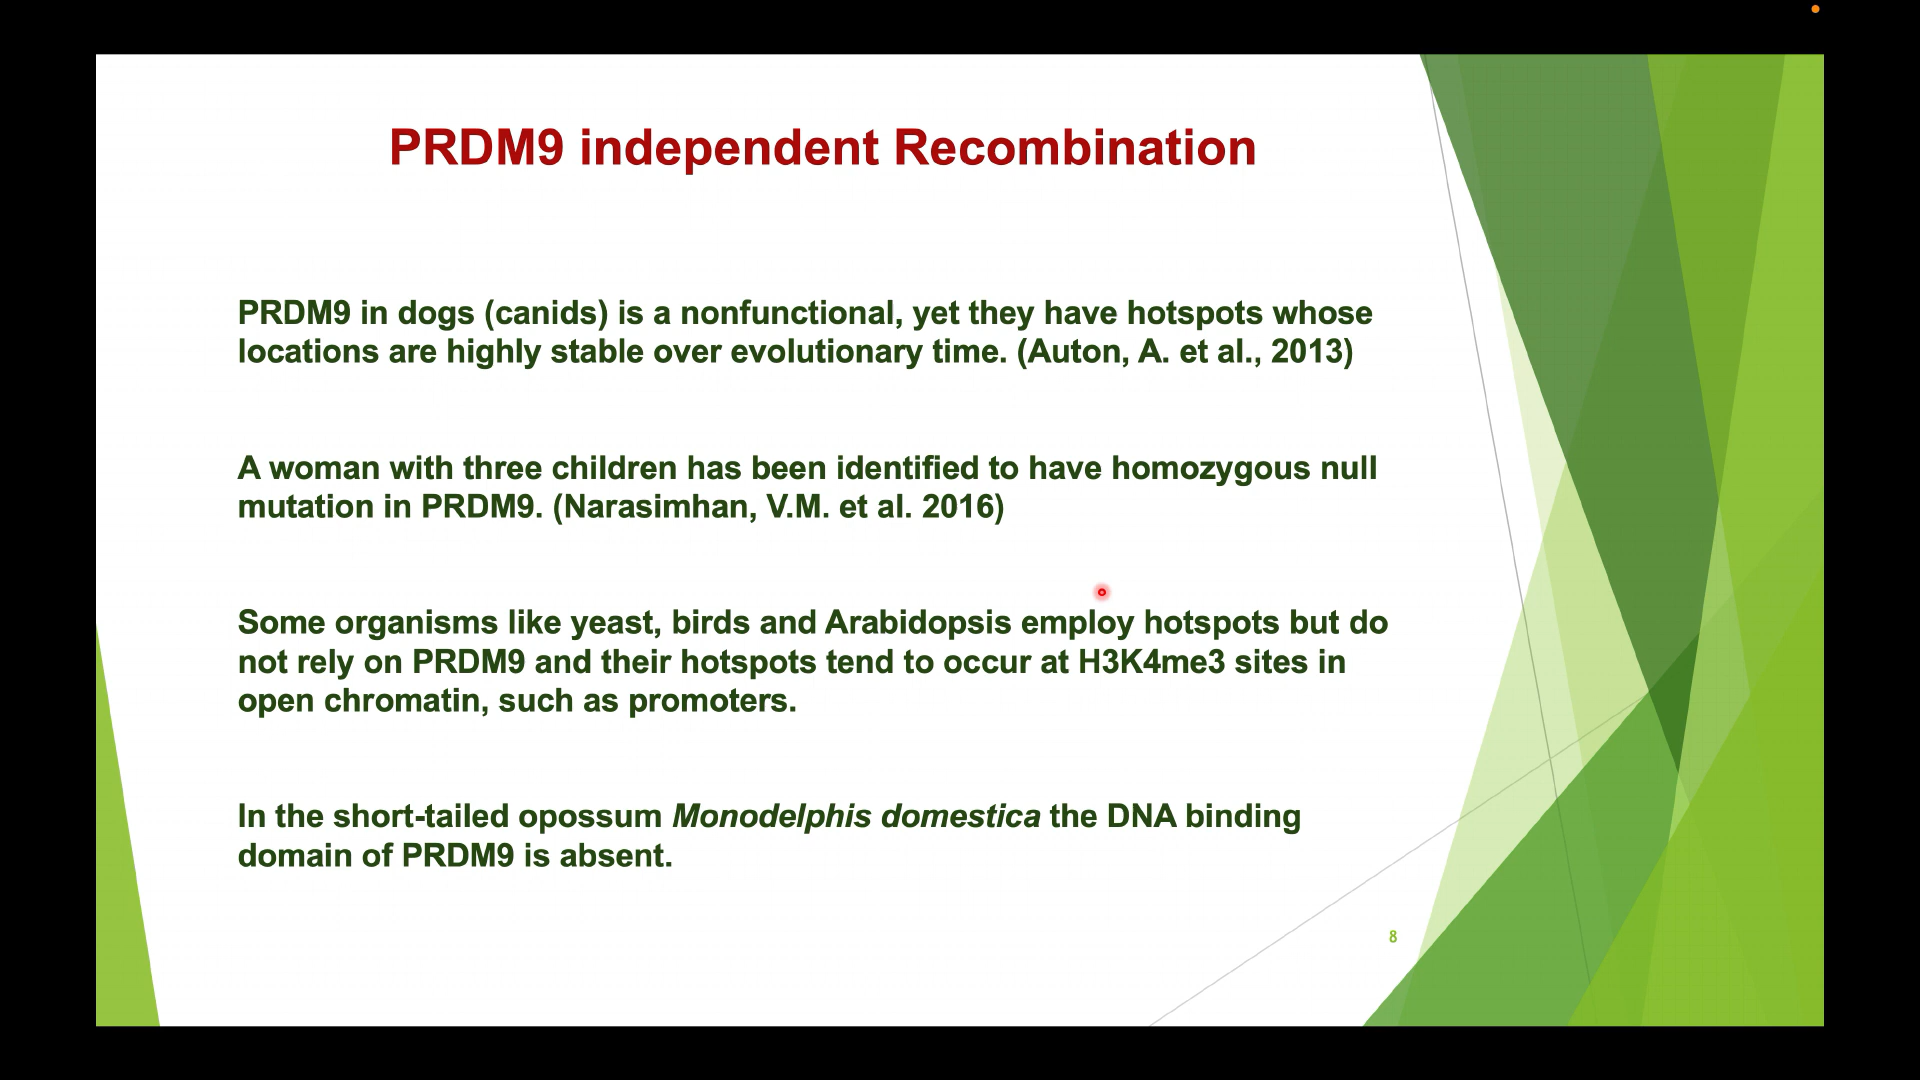 PRDM9 independent Recombination
PRDM9 in dogs (canids) is a nonfunctional, yet they have hotspots whose
locations are highly stable over evolutionary time. (Auton, A. et al., 2013)
A woman with three children has been identified to have homozygous null
mutation in PRDM9. (Narasimhan, V.M. et al. 2016)
Some organisms like yeast, birds and Arabidopsis employ hotspots but do
not rely on PRDM9 and their hotspots tend to occur at H3K4me3 sites in
open chromatin, such as promoters.
In the short-tailed opossum Monodelphis domestica the DNA binding
domain of PRDM9 is absent.
8